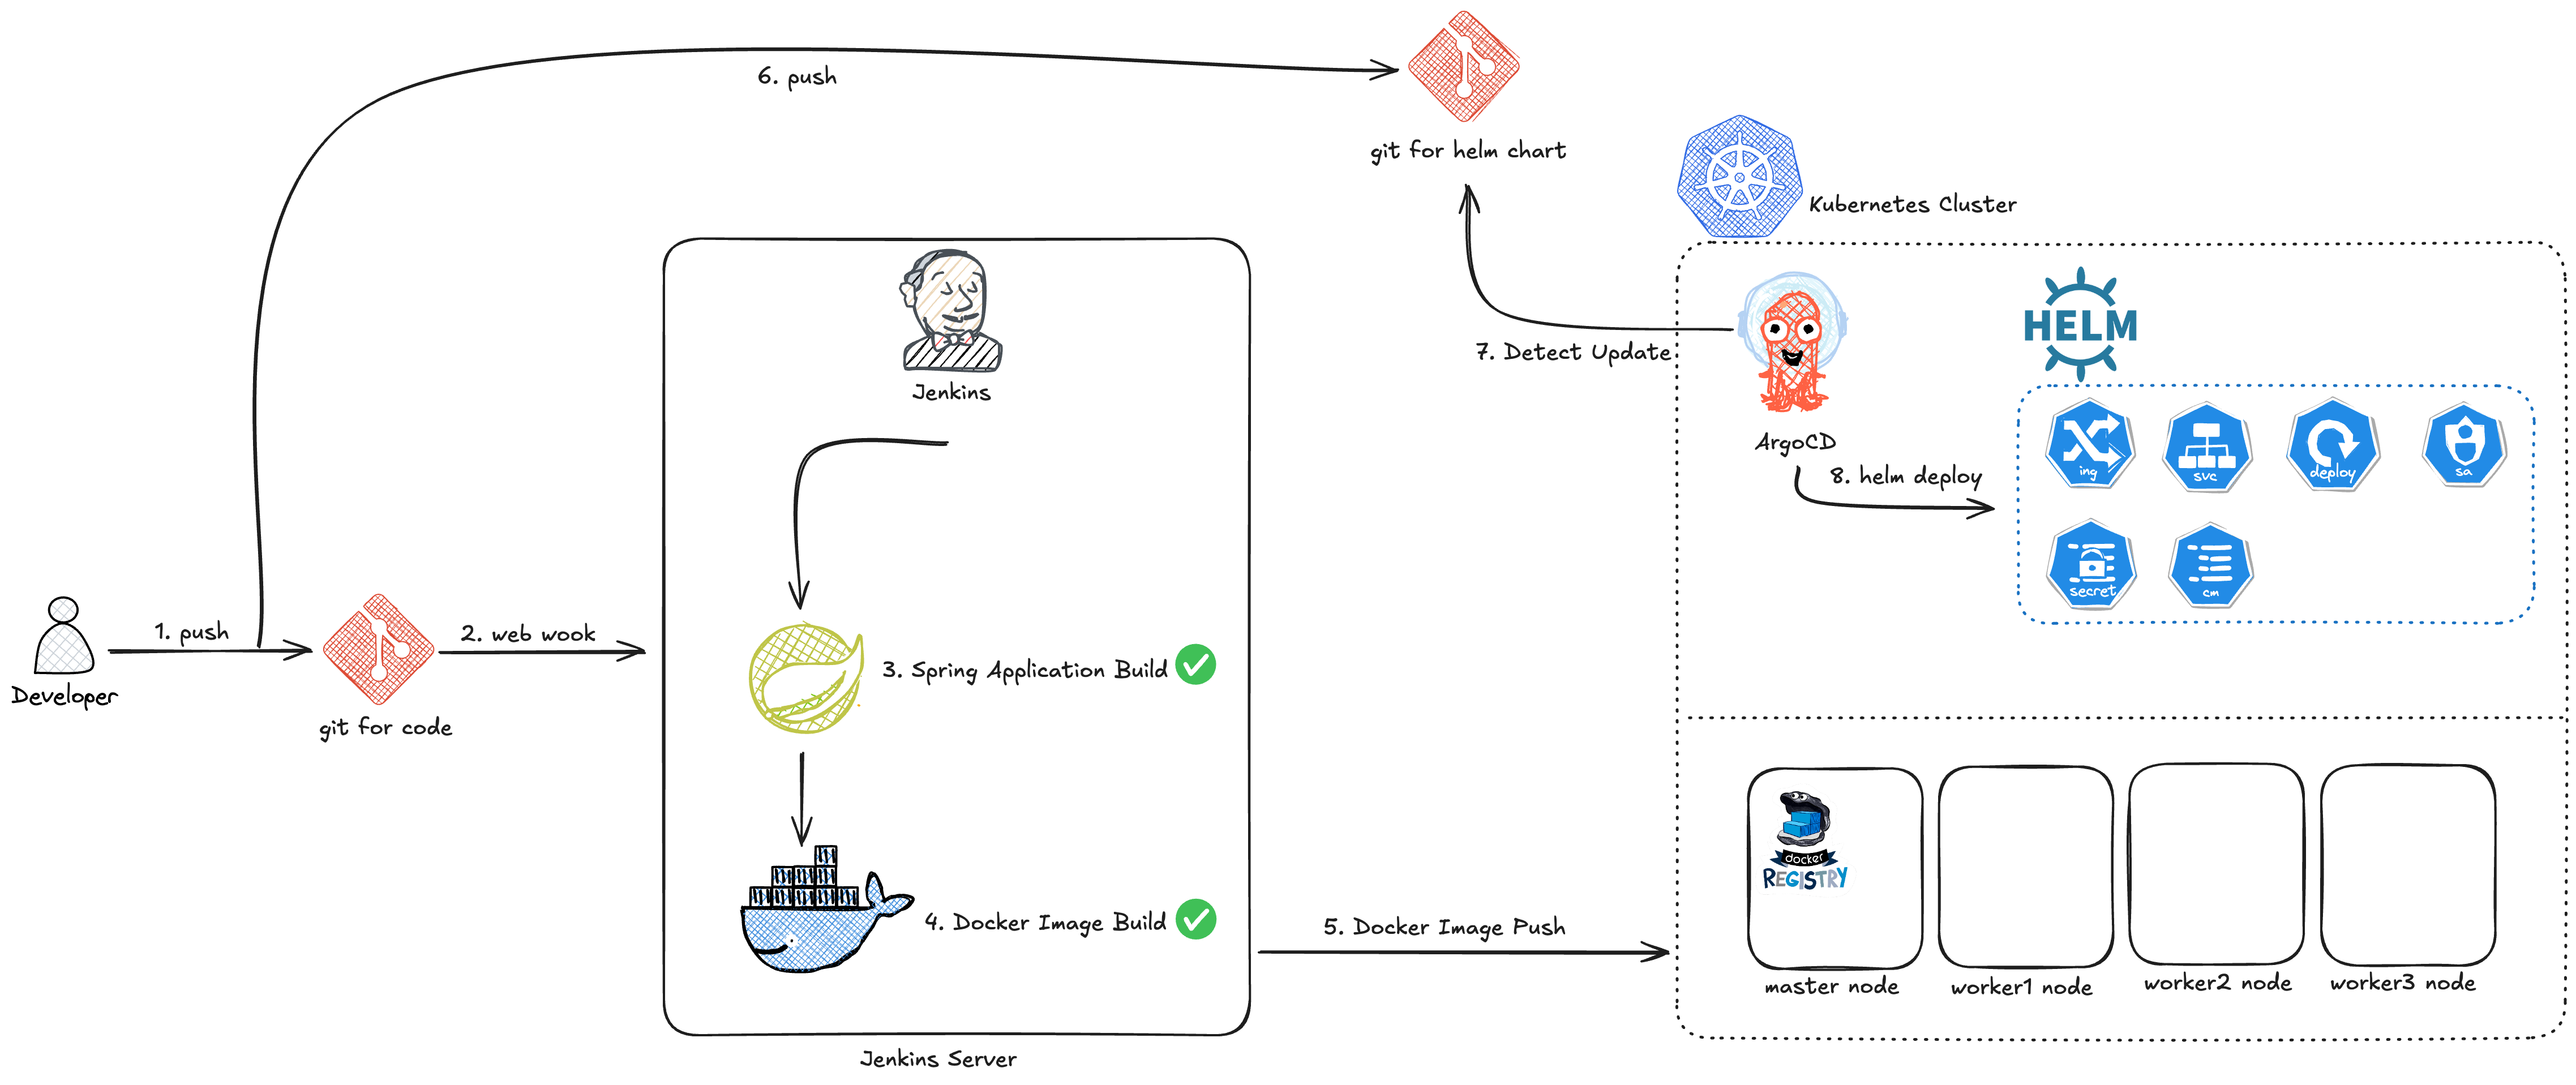 6. push
git for helm chart
Kubernetes Cluster
HELM
7. Detect Update
Jenkins
ArgoCD
8. helm deploy
ing
svc
deploy
sa
secret
cm
1. push
2. web wook
Developer
git for code
3. Spring Application Build
4. Docker Image Build
5. Docker Image Push
docker
REGISTRY
master node
worker1 node
worker2 node
worker3 node
Jenkins Server